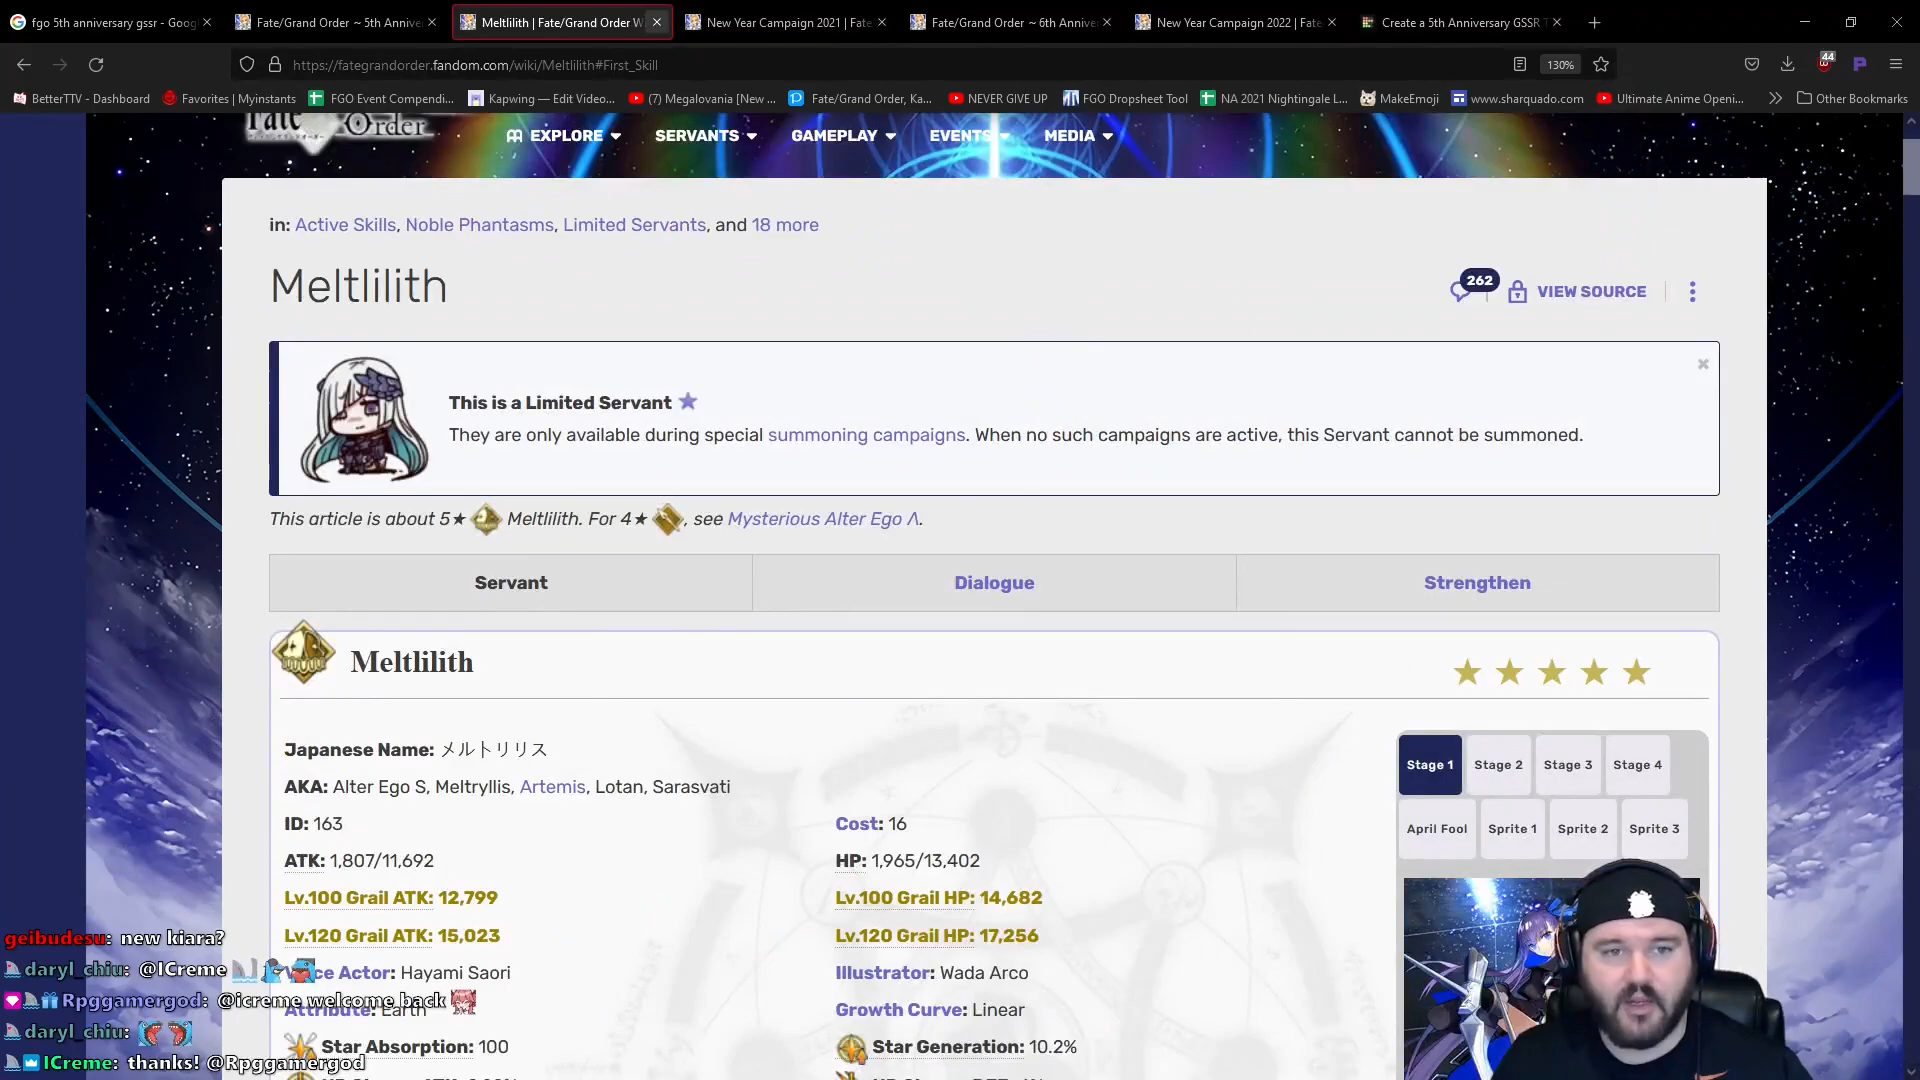 fgo 5th anniversary gssr - Goog
Fate/Grand Order ~ 5th Annive
Meltlilith | Fate/Grand Order W
New Year Campaign 2021 | Fate
Fate/Grand Order ~ 6th Annive
New Year Campaign 2022 | Fate
Create a 5th Anniversary GSSR T
https://fategrandorder.fandom.com/wiki/Meltlilith#First_Skill
130%
44
BetterTTV - Dashboard
Favorites | Myinstants
FGO Event Compendi...
Kapwing — Edit Video...
(7) Megalovania [New ...
Fate/Grand Order, Ka...
NEVER GIVE UP
FGO Dropsheet Tool
NA 2021 Nightingale L...
MakeEmoji
www.sharquado.com
Ultimate Anime Openi...
Other Bookmarks
Fate Order
EXPLORE
SERVANTS
GAMEPLAY
EVENTS
MEDIA
in: Active Skills, Noble Phantasms, Limited Servants, and 18 more
Meltlilith
262
VIEW SOURCE
This is a Limited Servant
They are only available during special summoning campaigns. When no such campaigns are active, this Servant cannot be summoned.
This article is about 5★ Meltlilith. For 4★, see Mysterious Alter Ego Λ.
Servant
Dialogue
Strengthen
Meltlilith
Japanese Name: メルトリリス
AKA: Alter Ego S, Meltryllis, Artemis, Lotan, Sarasvati
ID: 163
Cost: 16
ATK: 1,807/11,692
HP: 1,965/13,402
Lv.100 Grail ATK: 12,799
Lv.100 Grail HP: 14,682
Lv.120 Grail ATK: 15,023
Lv.120 Grail HP: 17,256
ce Actor: Hayami Saori
Illustrator: Wada Arco
Attribute: Earth
Growth Curve: Linear
Star Absorption: 100
Star Generation: 10.2%
Stage 1
Stage 2
Stage 3
Stage 4
April Fool
Sprite 1
Sprite 2
Sprite 3
geibudesu: new kiara?
daryl_chiu: @ICreme
Rpggamergod: @icreme welcome back
daryl_chiu:
ICreme: thanks! @Rpggamergod